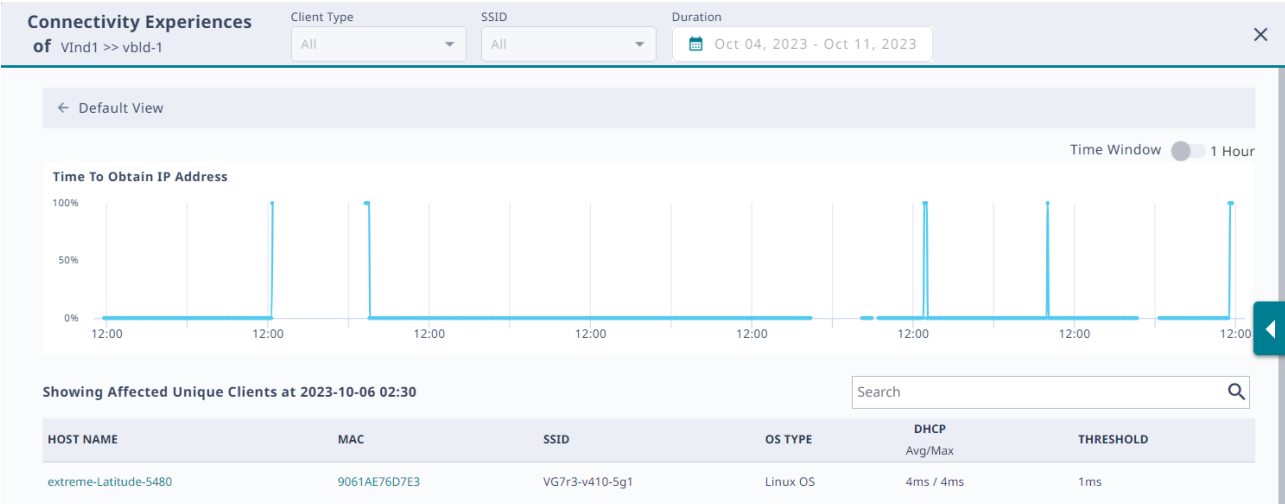 Connectivity Experiences
of VInd1 >> vbld-1
Client Type
All
SSID
All
Duration
Oct 04, 2023 - Oct 11, 2023
Default View
Time Window 1 Hour
Time To Obtain IP Address
100%
50%
0%
12:00 12:00 12:00 12:00 12:00 12:00 12:00 12:00
Showing Affected Unique Clients at 2023-10-06 02:30
Search
HOST NAME MAC SSID OS TYPE DHCP Avg/Max THRESHOLD
extreme-Latitude-5480 9061AE76D7E3 VG7r3-v410-5g1 Linux OS 4ms / 4ms 1ms